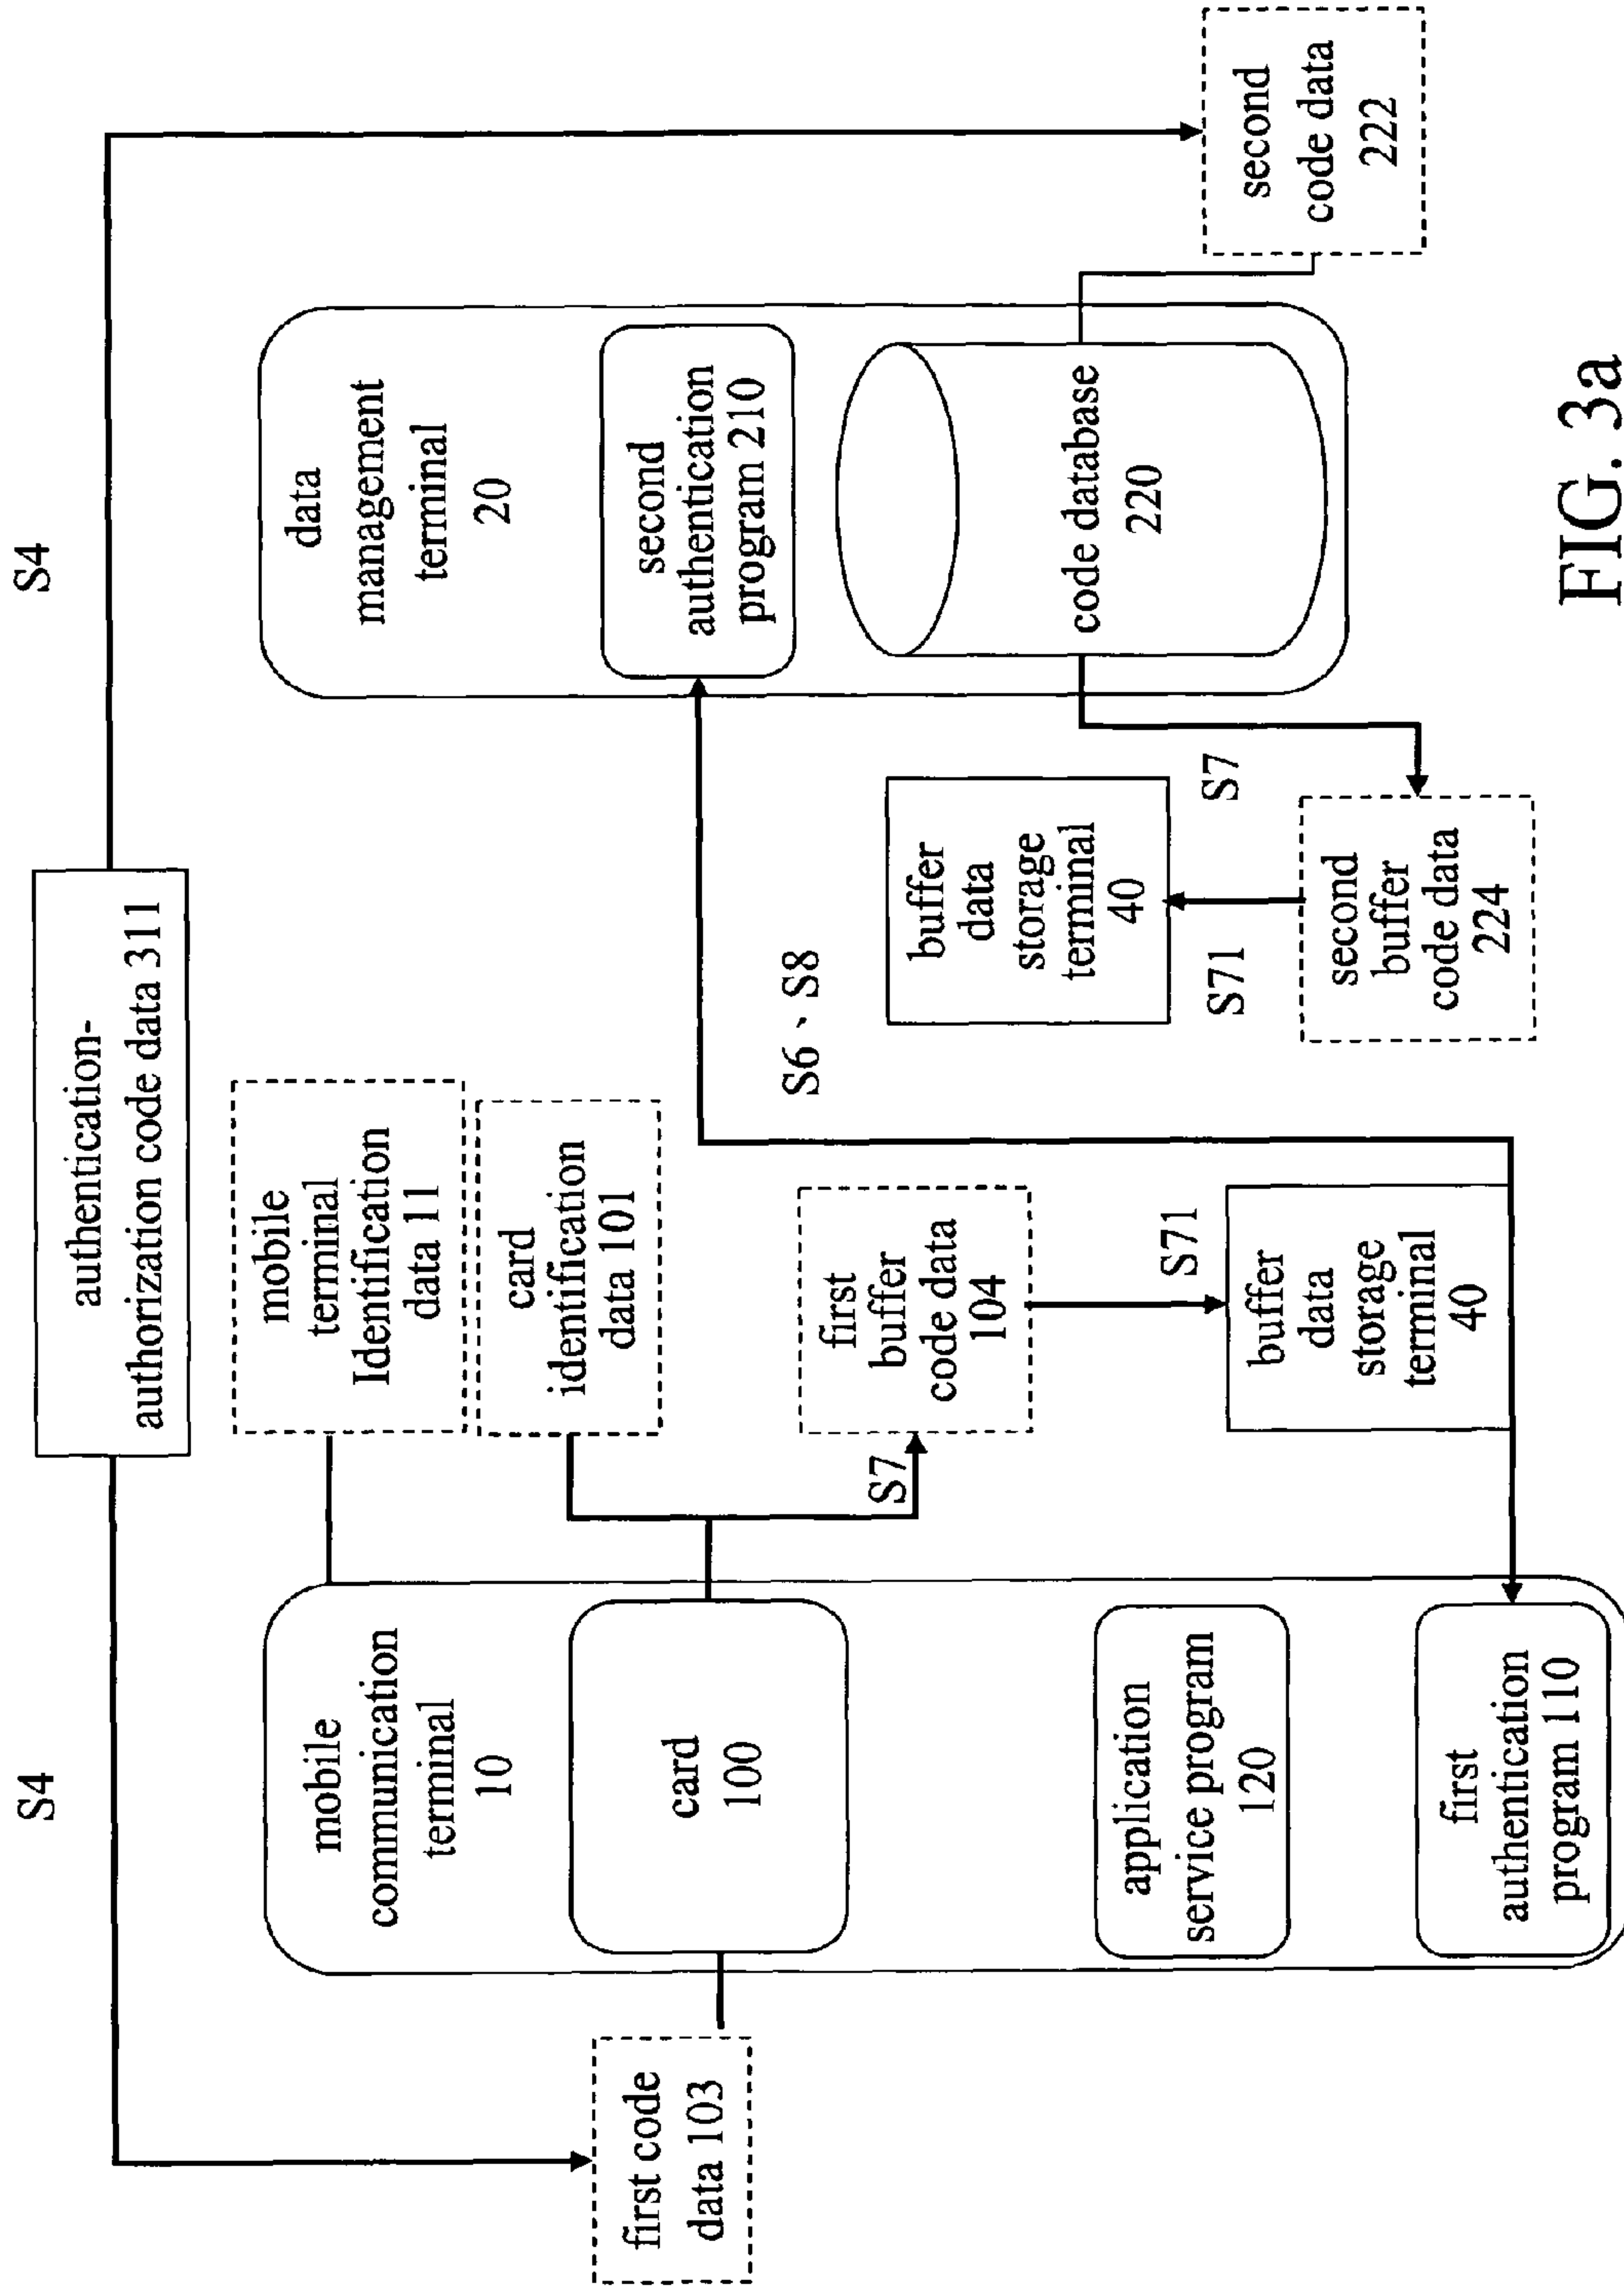 S4
S4
authentication-
authorization code data 311
mobile
communication
terminal
10
card
100
application
service program
120
first
authentication
program 110
first code
data 103
mobile
terminal
Identification
data 11
card
identification
data 101
S7
first
buffer
code data
104
S71
buffer
data
storage
terminal
40
S6、S8
data
management
terminal
20
second
authentication
program 210
code database
220
buffer
data
storage
terminal
40
S71
S7
second
buffer
code data
224
second
code data
222
FIG. 3a